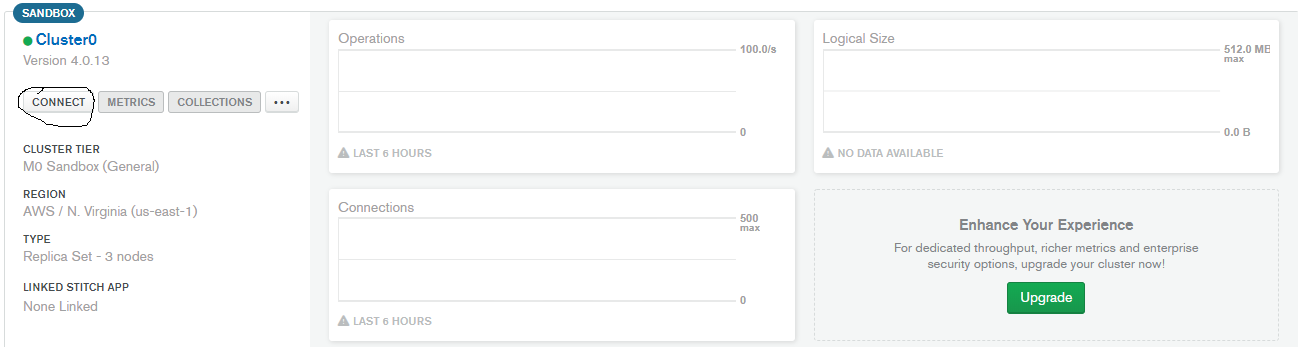 SANDBOX
Cluster0
Version 4.0.13
CONNECT METRICS COLLECTIONS ...
CLUSTER TIER
M0 Sandbox (General)
REGION
AWS / N. Virginia (us-east-1)
TYPE
Replica Set - 3 nodes
LINKED STITCH APP
None Linked
Operations
100.0/s
0
LAST 6 HOURS
Logical Size
512.0 MB
max
0.0 B
NO DATA AVAILABLE
Connections
500
max
0
LAST 6 HOURS
Enhance Your Experience
For dedicated throughput, richer metrics and enterprise
security options, upgrade your cluster now!
Upgrade